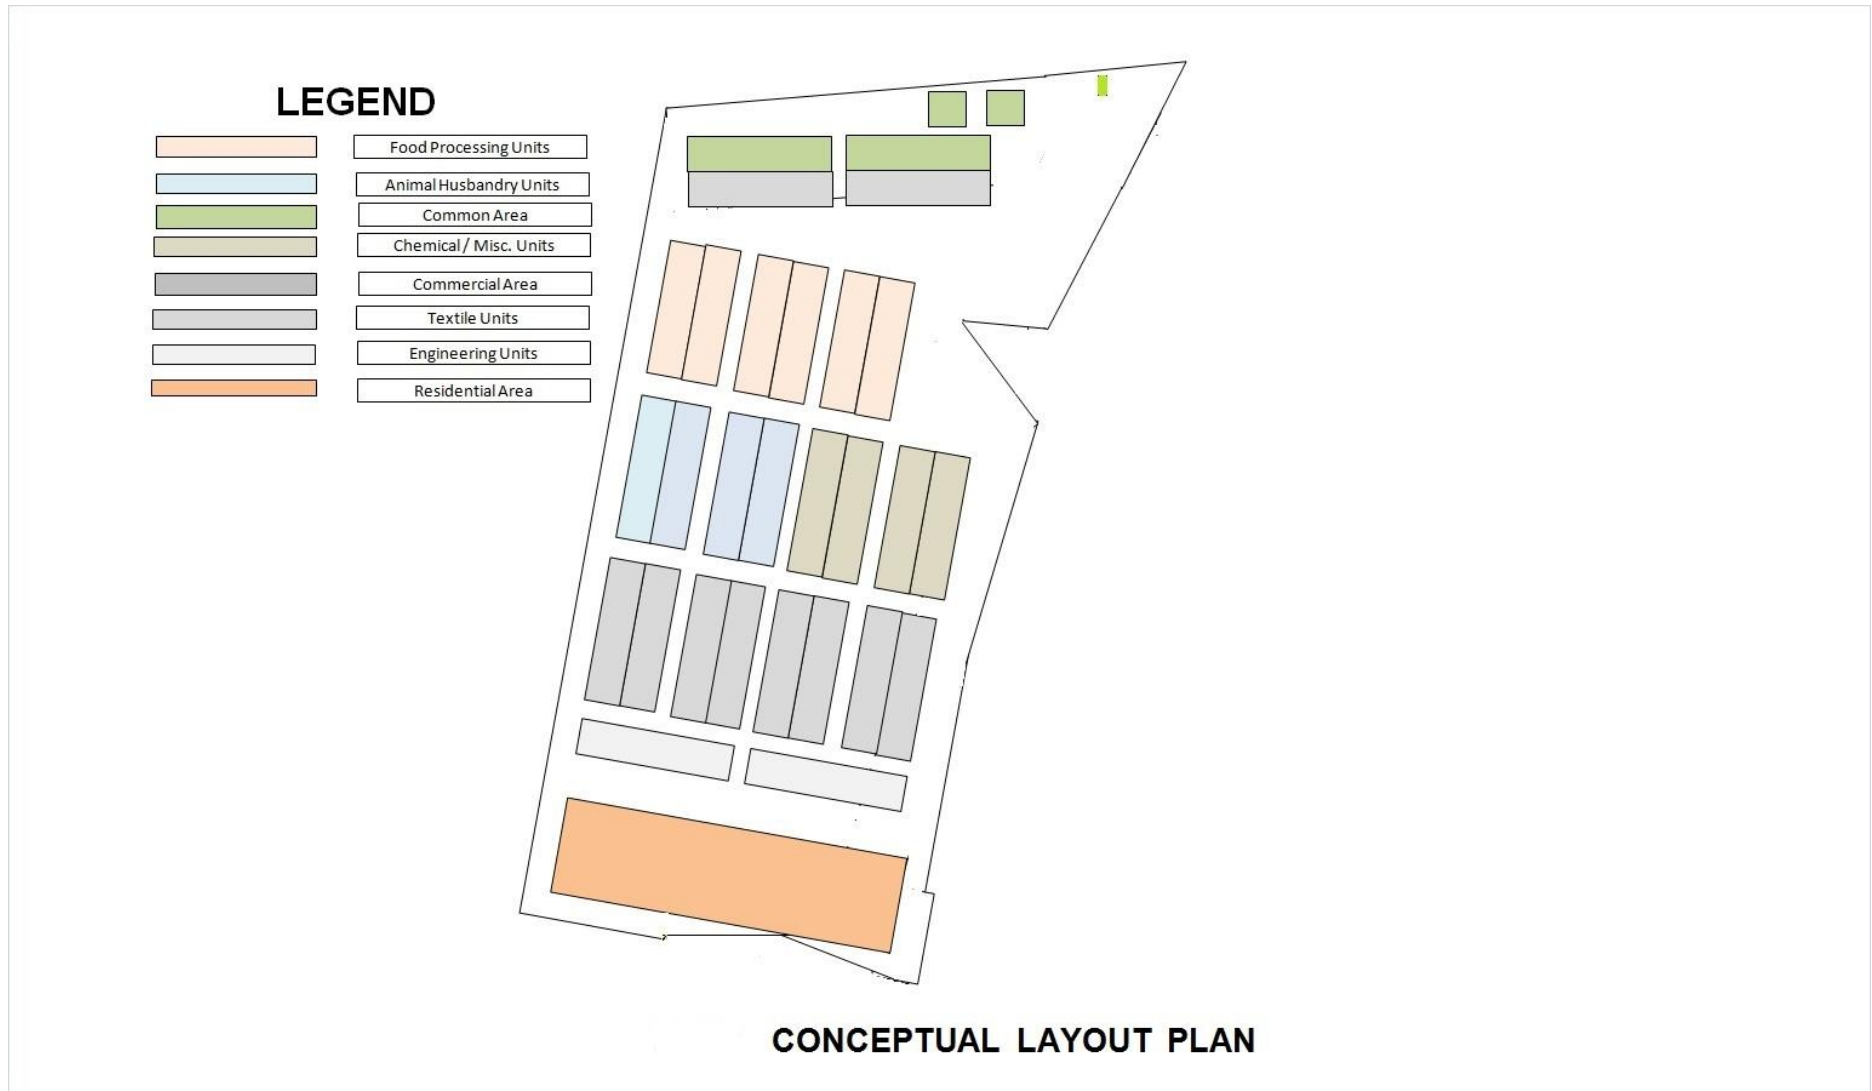 LEGEND
Food Processing Units
Animal Husbandry Units
Common Area
Chemical / Misc. Units
Commercial Area
Textile Units
Engineering Units
Residential Area
CONCEPTUAL LAYOUT PLAN